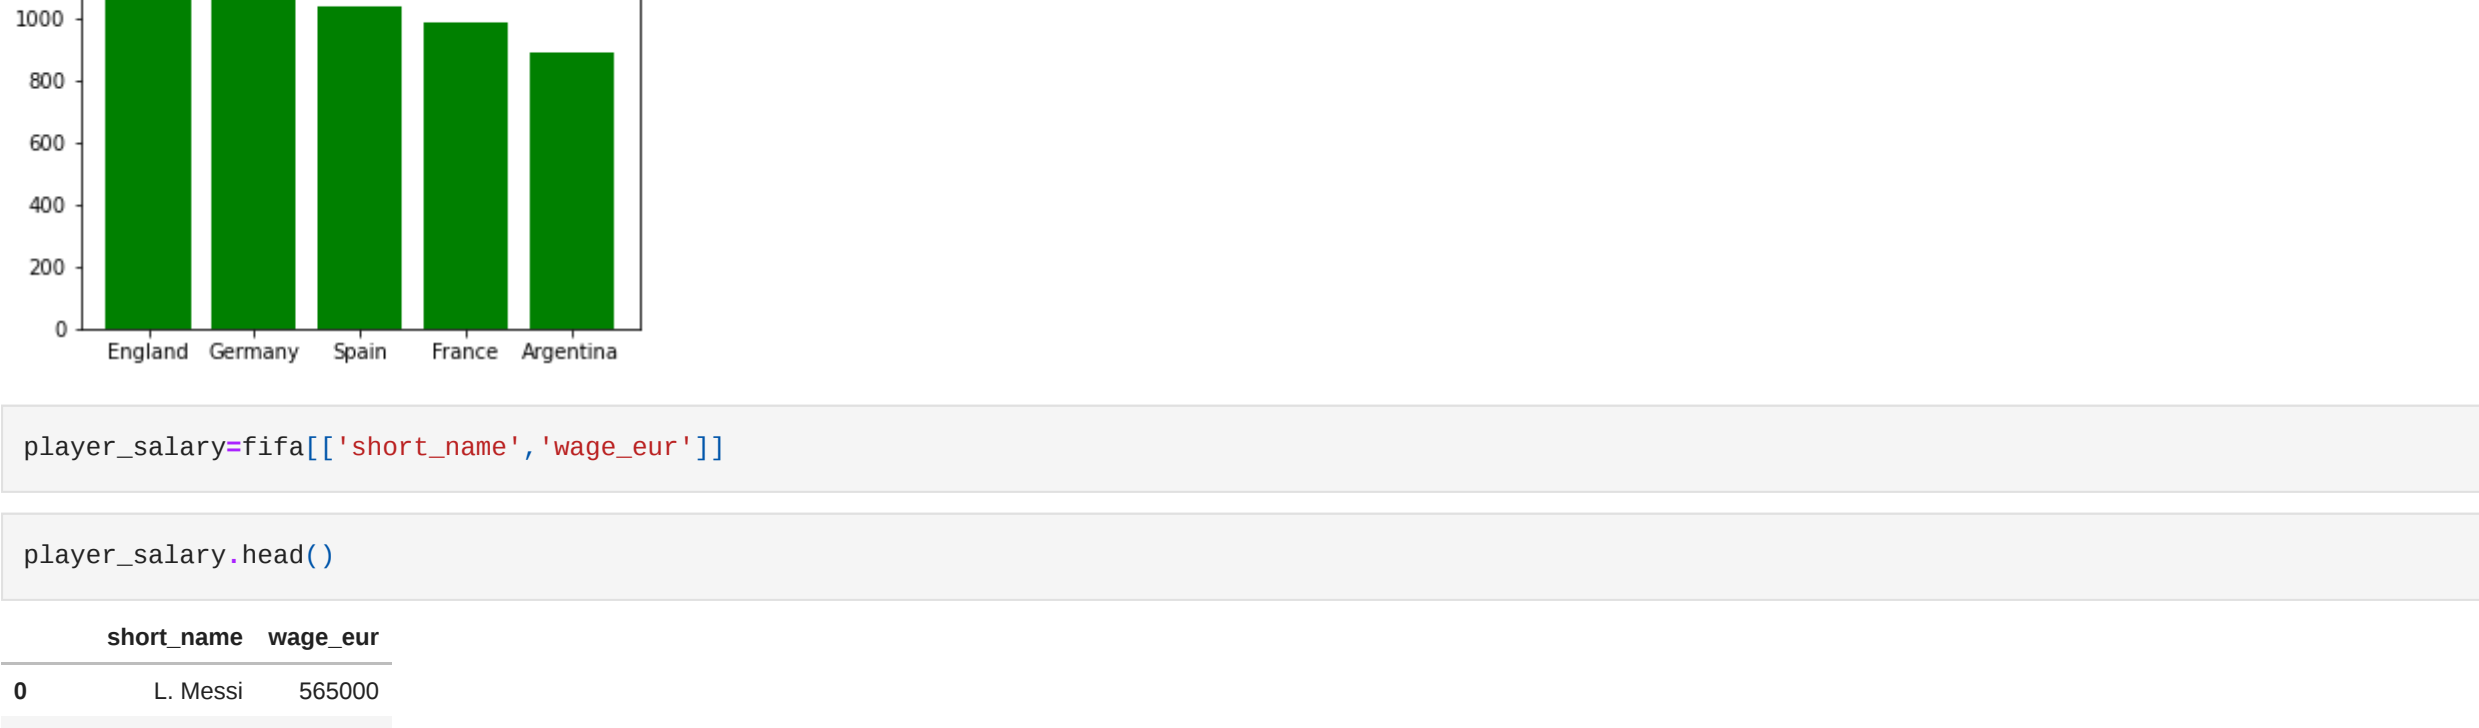 1000
800
600
400
200
0
England Germany Spain France Argentina
player_salary=fifa[['short_name','wage_eur']]
player_salary.head()
short_name wage_eur
0 L. Messi 565000